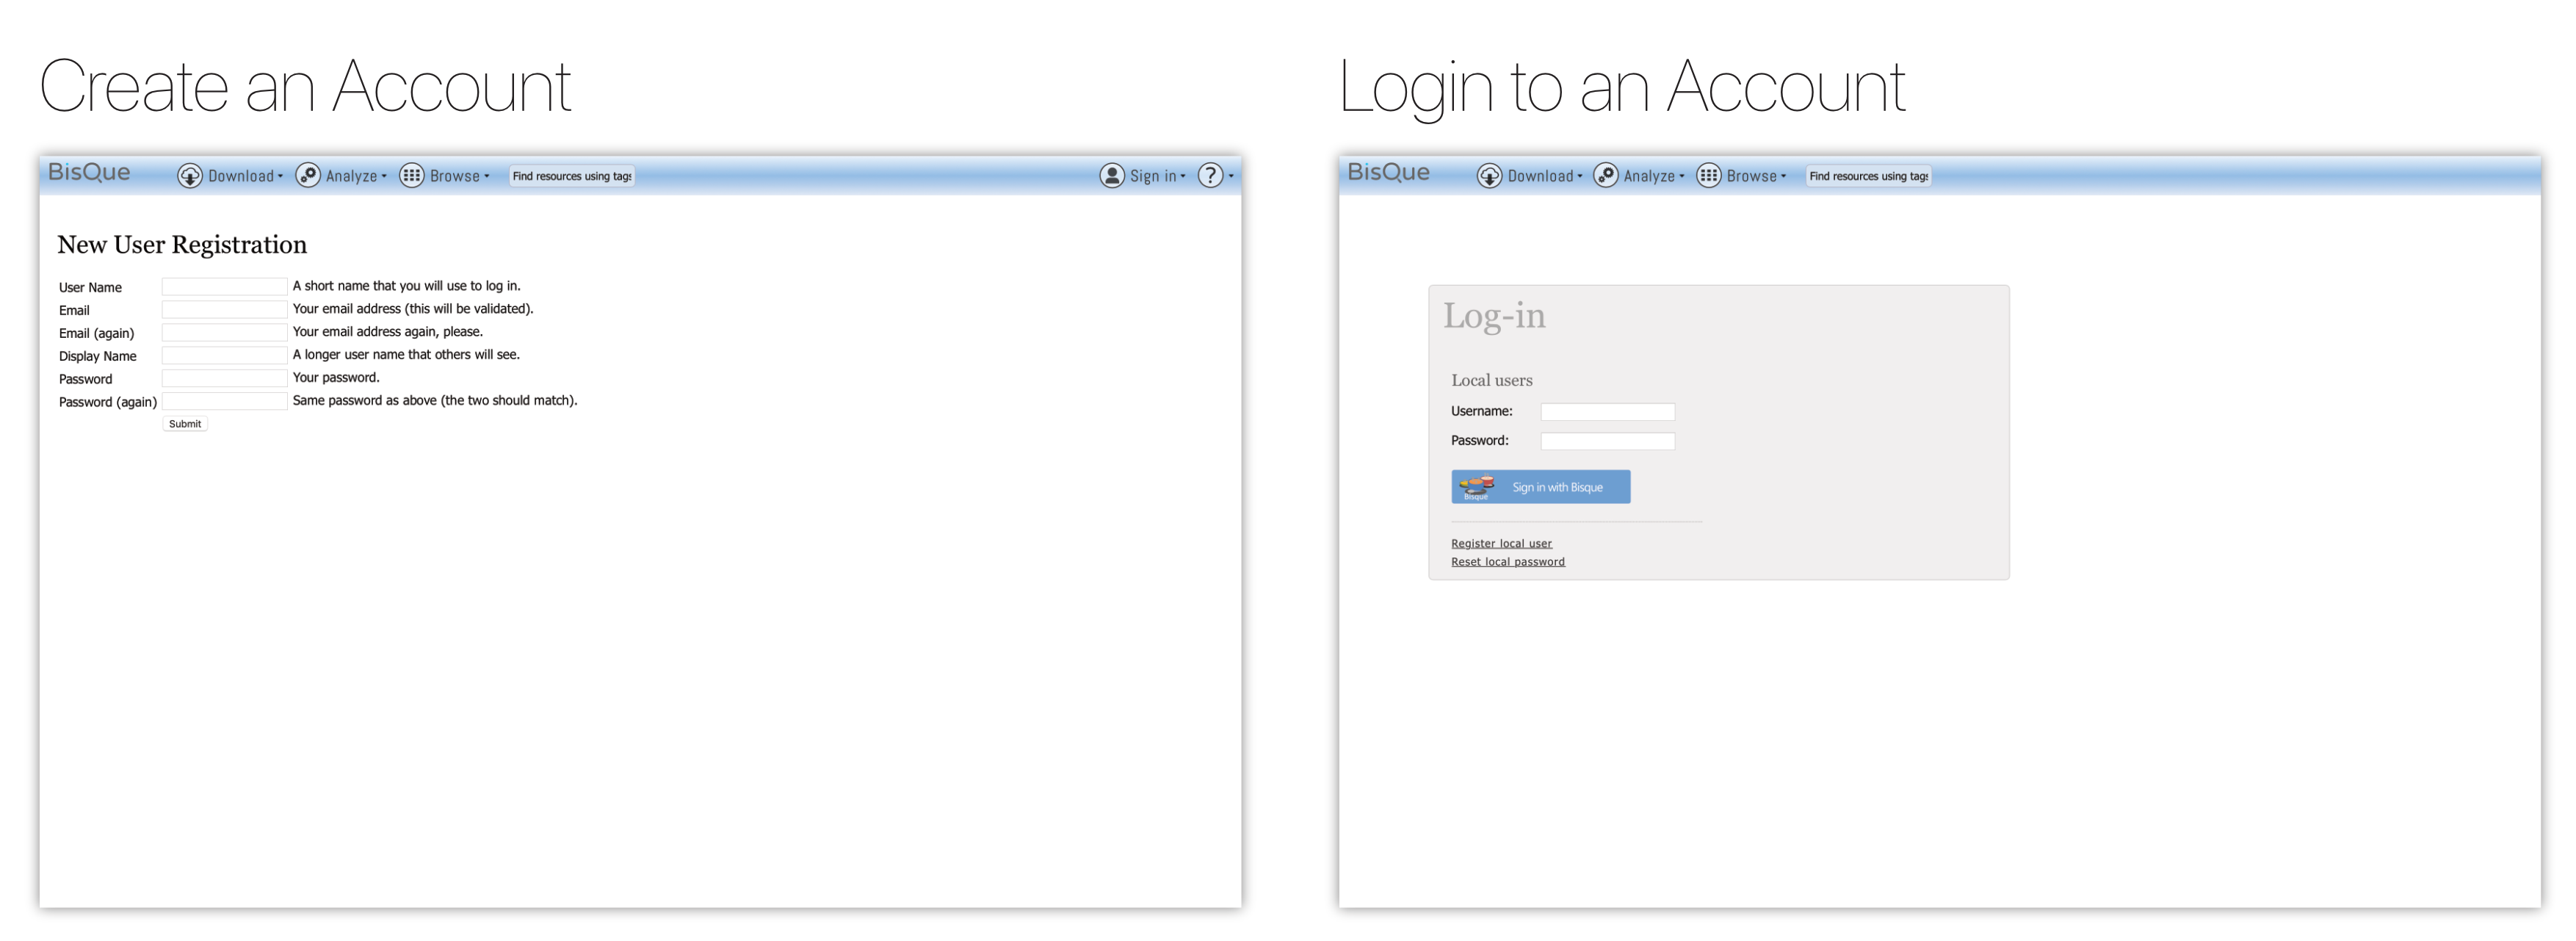 Create an Account
BisQue Download Analyze Browse Find resources using tags Sign in ?
New User Registration
User Name A short name that you will use to log in.
Email Your email address (this will be validated).
Email (again) Your email address again, please.
Display Name A longer user name that others will see.
Password Your password.
Password (again) Same password as above (the two should match).
Submit
Login to an Account
BisQue Download Analyze Browse Find resources using tags
Log-in
Local users
Username:
Password:
Bisque Sign in with Bisque
Register local user
Reset local password